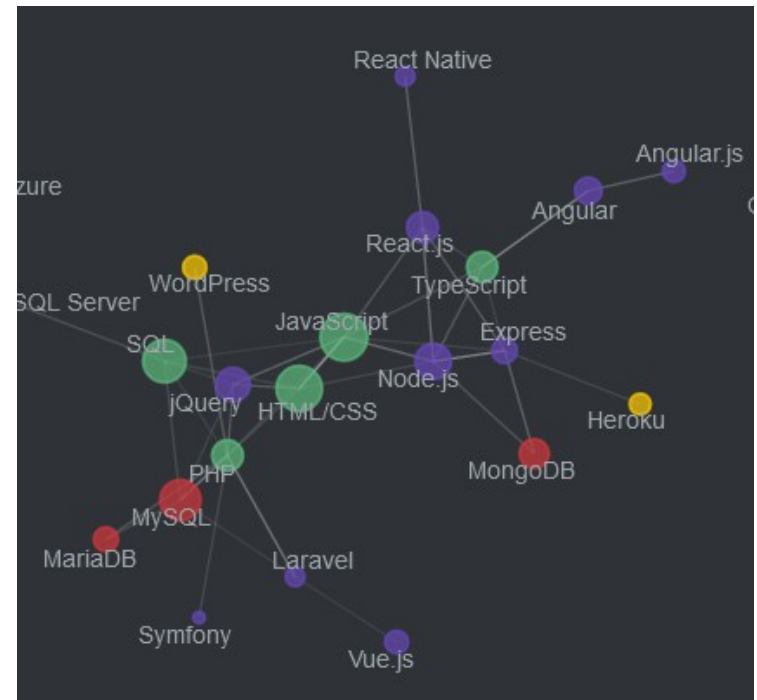 React Native
Angular.js
zure
Angular
React.js
WordPress
TypeScript
SQL Server
JavaScript
Express
SQL
Node.js
jQuery
HTML/CSS
Heroku
MongoDB
PHP
MySQL
MariaDB
Laravel
Symfony
Vue.js